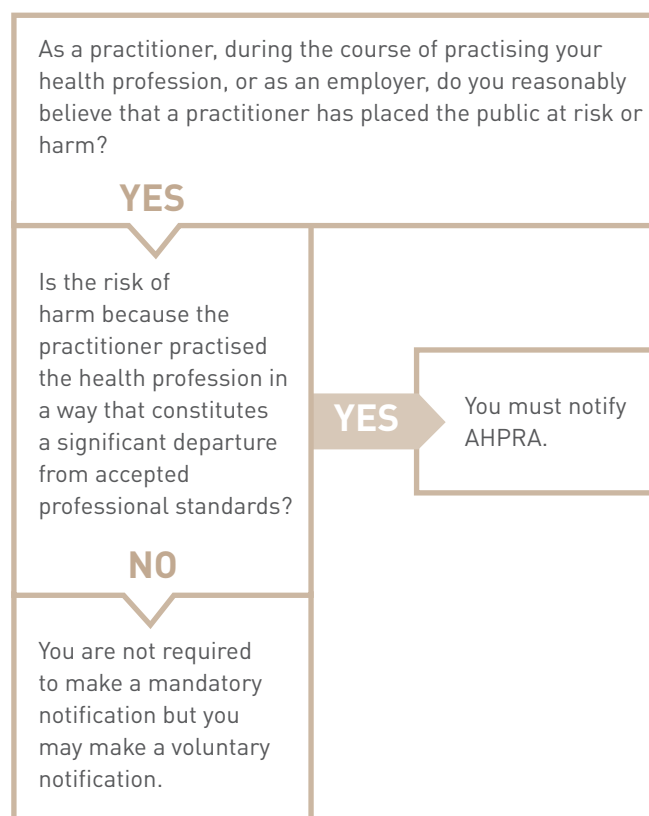 As a practitioner, during the course of practising your
health profession, or as an employer, do you reasonably
believe that a practitioner has placed the public at risk or
harm?
YES
Is the risk of
harm because the
practitioner practised
the health profession in
a way that constitutes
a significant departure
from accepted
professional standards?
YES
You must notify
AHPRA.
NO
You are not required
to make a mandatory
notification but you
may make a voluntary
notification.